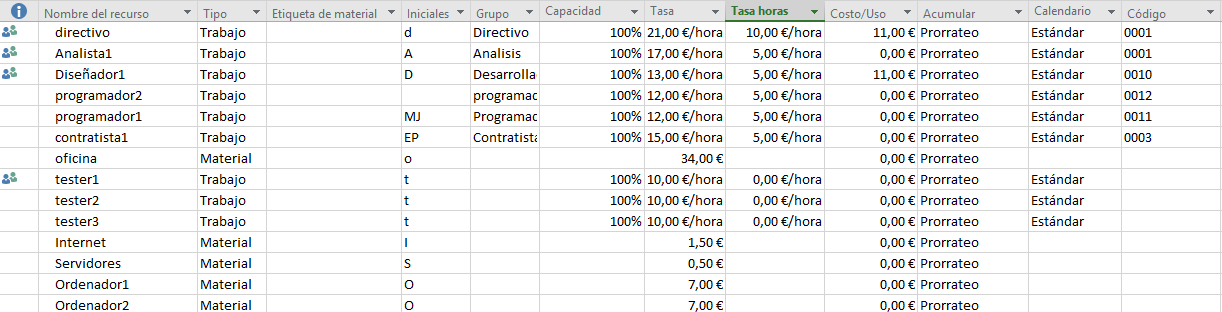 Nombre del recurso Tipo Etiqueta de material Iniciales Grupo Capacidad Tasa Tasa horas Costo/Uso Acumular Calendario Código
directivo Trabajo d Directivo 100% 21,00 €/hora 10,00 €/hora 11,00 € Prorrateo Estándar 0001
Analista1 Trabajo A Analisis 100% 17,00 €/hora 5,00 €/hora 0,00 € Prorrateo Estándar 0001
Diseñador1 Trabajo D Desarrolla 100% 13,00 €/hora 5,00 €/hora 11,00 € Prorrateo Estándar 0010
programador2 Trabajo programac 100% 12,00 €/hora 5,00 €/hora 0,00 € Prorrateo Estándar 0012
programador1 Trabajo MJ Programac 100% 12,00 €/hora 5,00 €/hora 0,00 € Prorrateo Estándar 0011
contratista1 Trabajo EP Contratista 100% 15,00 €/hora 5,00 €/hora 0,00 € Prorrateo Estándar 0003
oficina Material o 34,00 € 0,00 € Prorrateo
tester1 Trabajo t 100% 10,00 €/hora 0,00 €/hora 0,00 € Prorrateo Estándar
tester2 Trabajo t 100% 10,00 €/hora 0,00 €/hora 0,00 € Prorrateo Estándar
tester3 Trabajo t 100% 10,00 €/hora 0,00 €/hora 0,00 € Prorrateo Estándar
Internet Material I 1,50 € 0,00 € Prorrateo
Servidores Material S 0,50 € 0,00 € Prorrateo
Ordenador1 Material O 7,00 € 0,00 € Prorrateo
Ordenador2 Material O 7,00 € 0,00 € Prorrateo